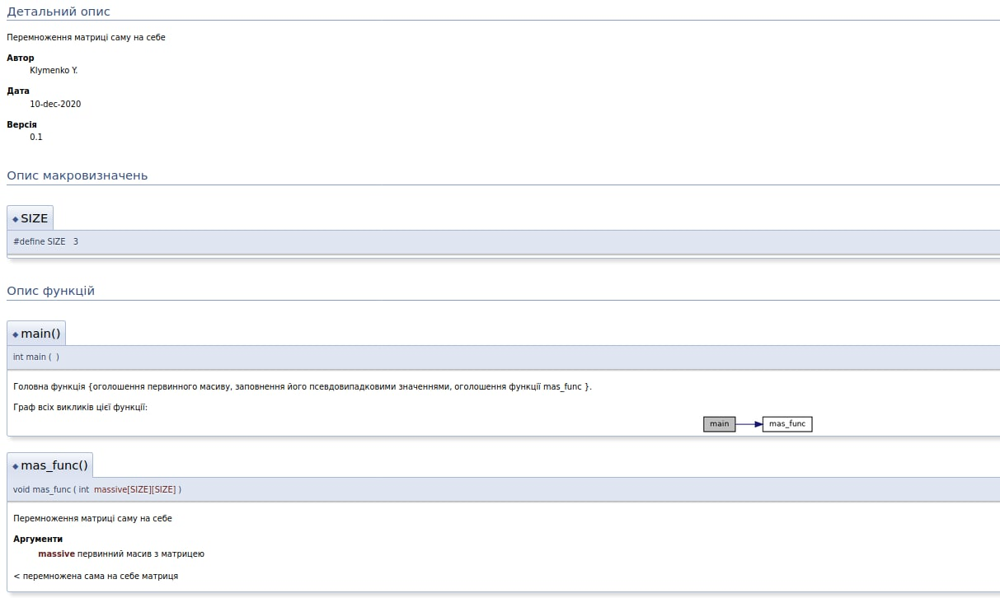 Детальний опис
Перемноження матриці саму на себе
Автор
Klymenko Y.
Дата
10-dec-2020
Версія
0.1
Опис макровизначень
◆ SIZE
#define SIZE 3
Опис функцій
◆ main()
int main ( )
Головна функція {оголошення первинного масиву, заповнення його псевдовипадковими значеннями, оголошення функції mas_func }.
Граф всіх викликів цієї функції:
main mas_func
◆ mas_func()
void mas_func ( int massive[SIZE][SIZE] )
Перемноження матриці саму на себе
Аргументи
massive первинний масив з матрицею
< перемножена сама на себе матриця